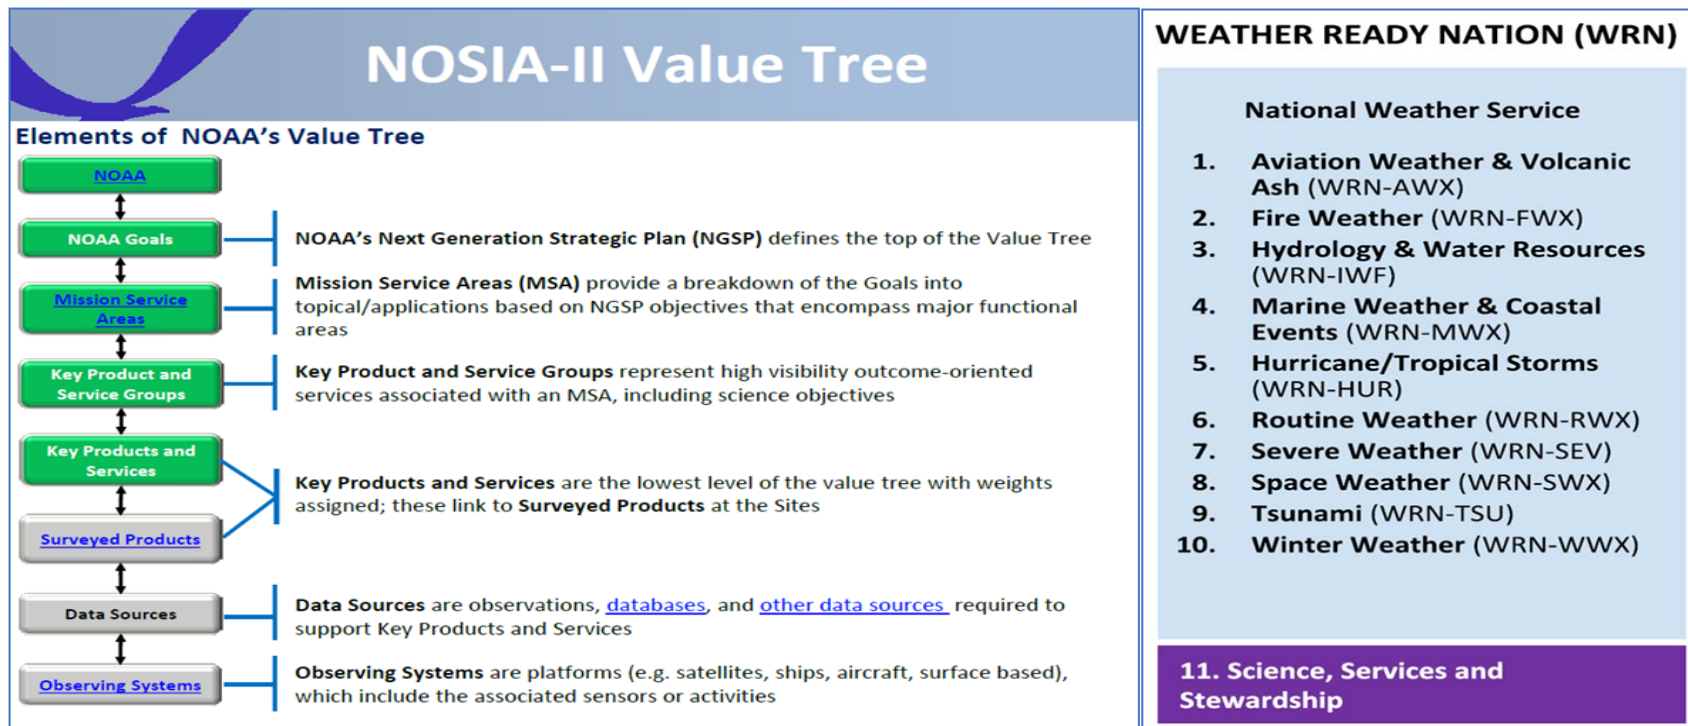 NOSIA-II Value Tree
Elements of  NOAA's Value Tree
NOAA
NOAA Goals
NOAA's Next Generation Strategic Plan (NGSP) defines the top of the Value Tree
Mission Service
Areas
Mission Service Areas (MSA) provide a breakdown of the Goals into
topical/applications based on NGSP objectives that encompass major functional
areas
Key Product and
Service Groups
Key Product and Service Groups represent high visibility outcome-oriented
services associated with an MSA, including science objectives
Key Products and
Services
Surveyed Products
Key Products and Services are the lowest level of the value tree with weights
assigned; these link to Surveyed Products at the Sites
Data Sources
Data Sources are observations, databases, and other data sources required to
support Key Products and Services
Observing Systems
Observing Systems are platforms (e.g. satellites, ships, aircraft, surface based),
which include the associated sensors or activities
WEATHER READY NATION (WRN)
National Weather Service
1. Aviation Weather & Volcanic
Ash (WRN-AWX)
2. Fire Weather (WRN-FWX)
3. Hydrology & Water Resources
(WRN-IWF)
4. Marine Weather & Coastal
Events (WRN-MWX)
5. Hurricane/Tropical Storms
(WRN-HUR)
6. Routine Weather (WRN-RWX)
7. Severe Weather (WRN-SEV)
8. Space Weather (WRN-SWX)
9. Tsunami (WRN-TSU)
10. Winter Weather (WRN-WWX)
11. Science, Services and
Stewardship